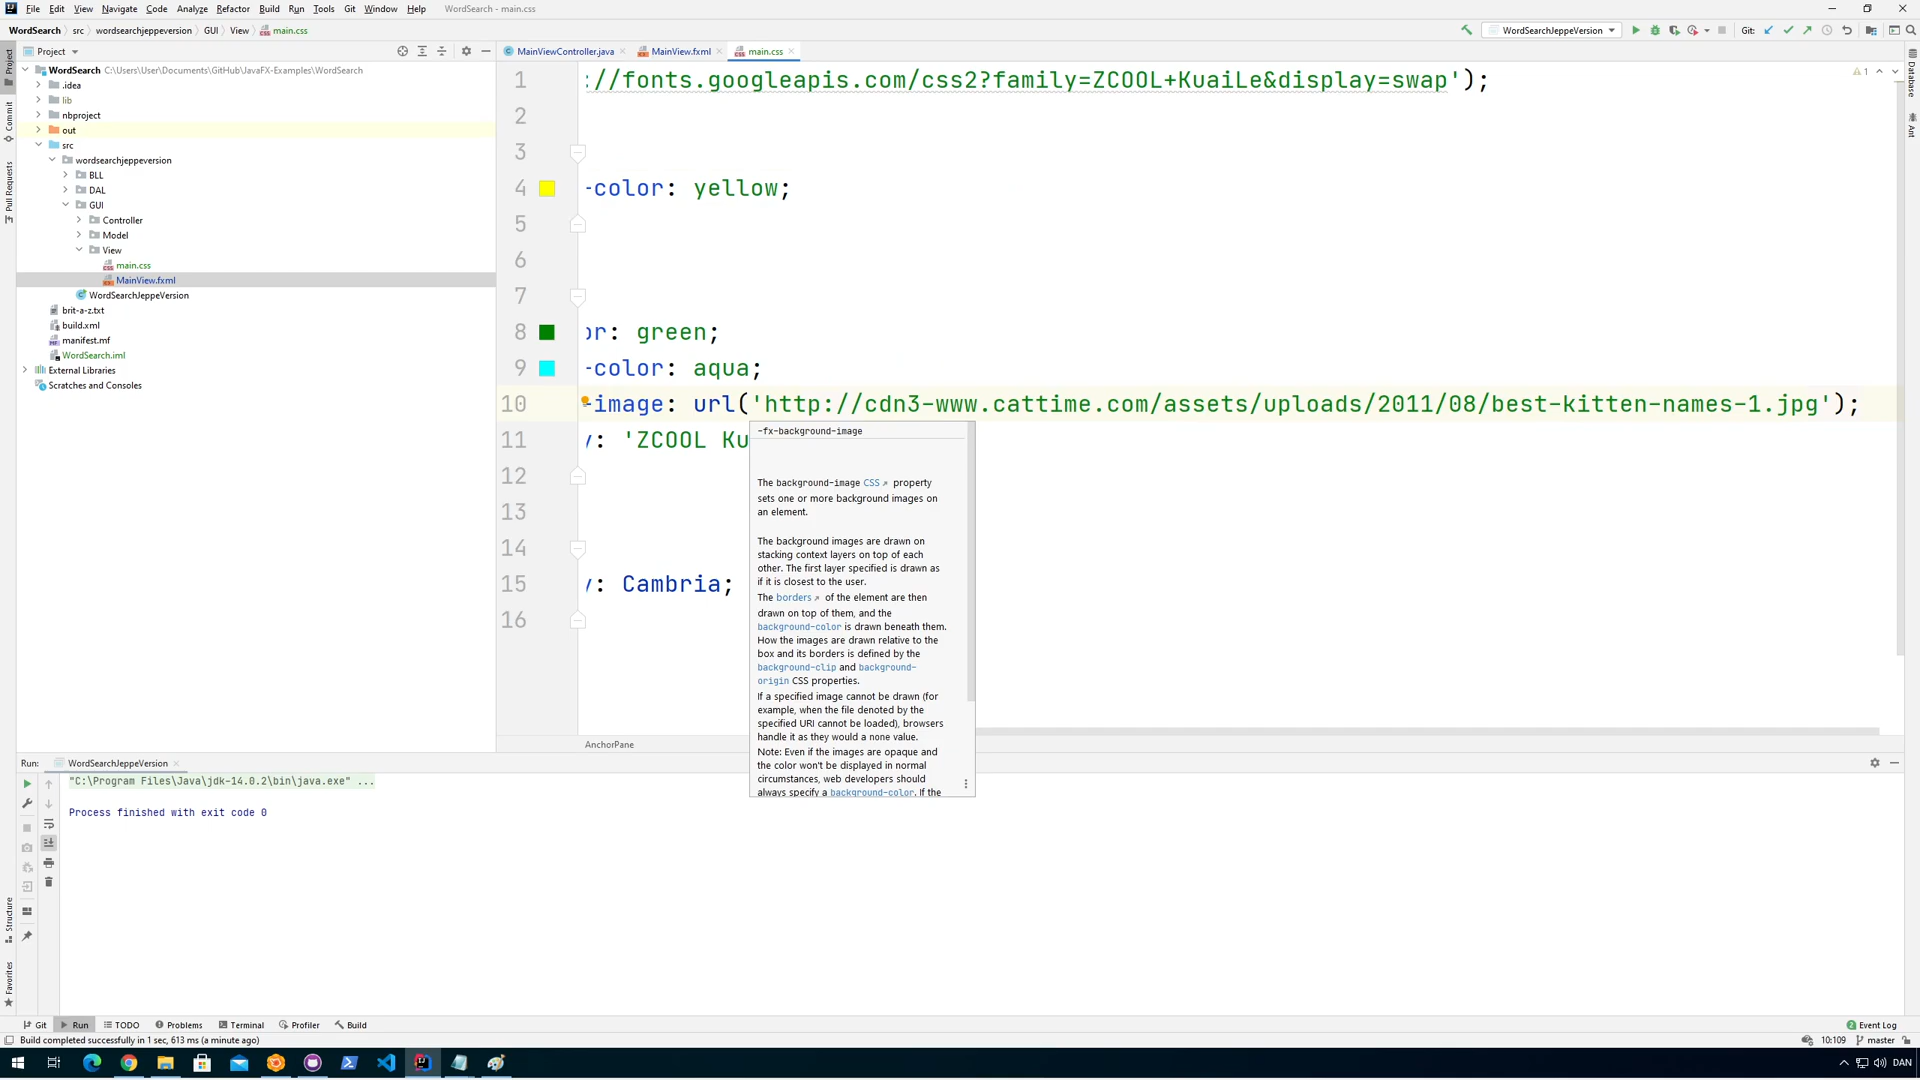 File Edit View Navigate Code Analyze Refactor Build Run Tools Git Window Help WordSearch - main.css
WordSearch src wordsearchjeppeversion GUI View main.css WordSearchJeppeVersion Git:
Project MainViewController.java MainView.fxml main.css
WordSearch C:\Users\User\Documents\GitHub\JavaFX-Examples\WordSearch
.idea
lib
nbproject
out
src
wordsearchjeppeversion
BLL
DAL
GUI
Controller
Model
View
main.css
MainView.fxml
WordSearchJeppeVersion
brit-a-z.txt
build.xml
manifest.mf
WordSearch.iml
External Libraries
Scratches and Consoles
Project
Commit
Pull Requests
Structure
Favorites
Database
Ant
1
1 ://fonts.googleapis.com/css2?family=ZCOOL+KuaiLe&display=swap');
2
3
4 -color: yellow;
5
6
7
8 or: green;
9 -color: aqua;
10 -image: url('http://cdn3-www.cattime.com/assets/uploads/2011/08/best-kitten-names-1.jpg');
11 y: 'ZCOOL Ku
12
13
14
15 y: Cambria;
16
-fx-background-image
The background-image CSS property
sets one or more background images on
an element.
The background images are drawn on
stacking context layers on top of each
other. The first layer specified is drawn as
if it is closest to the user.
The borders of the element are then
drawn on top of them, and the
background-color is drawn beneath them.
How the images are drawn relative to the
box and its borders is defined by the
background-clip and background-
origin CSS properties.
If a specified image cannot be drawn (for
example, when the file denoted by the
specified URI cannot be loaded), browsers
handle it as they would a none value.
Note: Even if the images are opaque and
the color won't be displayed in normal
circumstances, web developers should
always specify a background-color. If the
AnchorPane
Run: WordSearchJeppeVersion
"C:\Program Files\Java\jdk-14.0.2\bin\java.exe" ...
Process finished with exit code 0
Git Run TODO Problems Terminal Profiler Build Event Log
Build completed successfully in 1 sec, 613 ms (a minute ago) 10:109 master
DAN